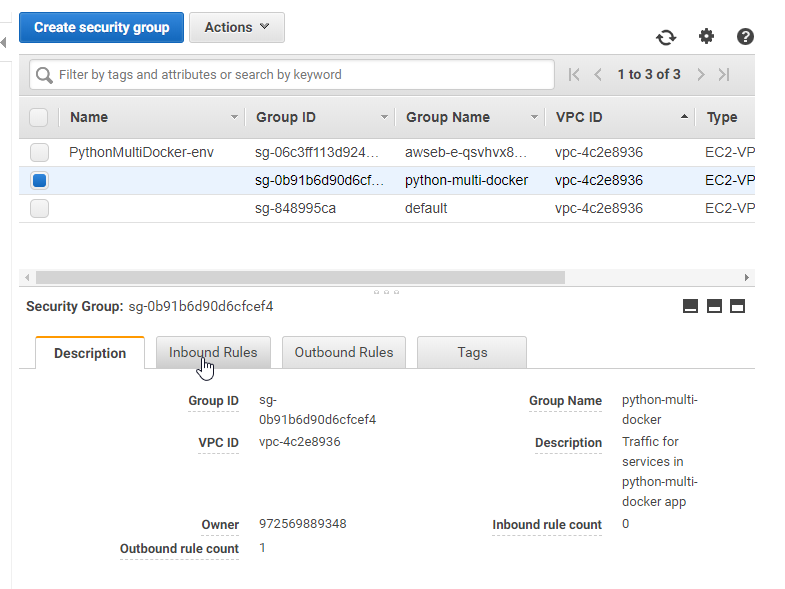 Create security group Actions
Filter by tags and attributes or search by keyword 1 to 3 of 3
Name Group ID Group Name VPC ID Type
PythonMultiDocker-env sg-06c3ff113d924... awseb-e-qsvhvx8... vpc-4c2e8936 EC2-VP
sg-0b91b6d90d6cf... python-multi-docker vpc-4c2e8936 EC2-VP
sg-848995ca default vpc-4c2e8936 EC2-VP
Security Group: sg-0b91b6d90d6cfcef4
Description Inbound Rules Outbound Rules Tags
Group ID sg- Group Name python-multi-
0b91b6d90d6cfcef4 docker
VPC ID vpc-4c2e8936 Description Traffic for
services in
python-multi-
docker app
Owner 972569889348 Inbound rule count 0
Outbound rule count 1